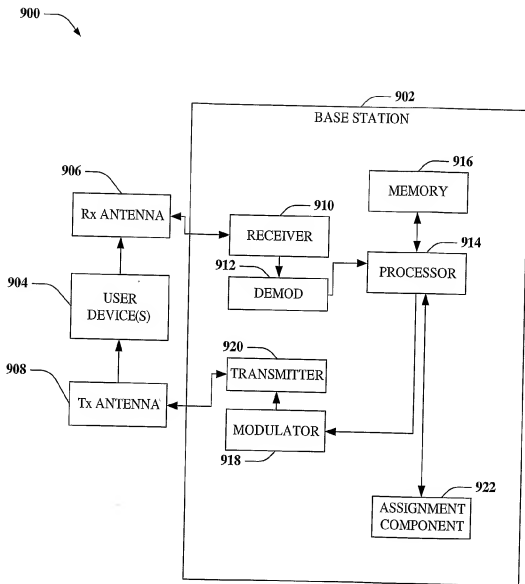 900
902
BASE STATION
906
Rx ANTENNA
910
RECEIVER
916
MEMORY
912
DEMOD
914
PROCESSOR
904
USER
DEVICE(S)
920
TRANSMITTER
908
Tx ANTENNA
MODULATOR
918
922
ASSIGNMENT
COMPONENT